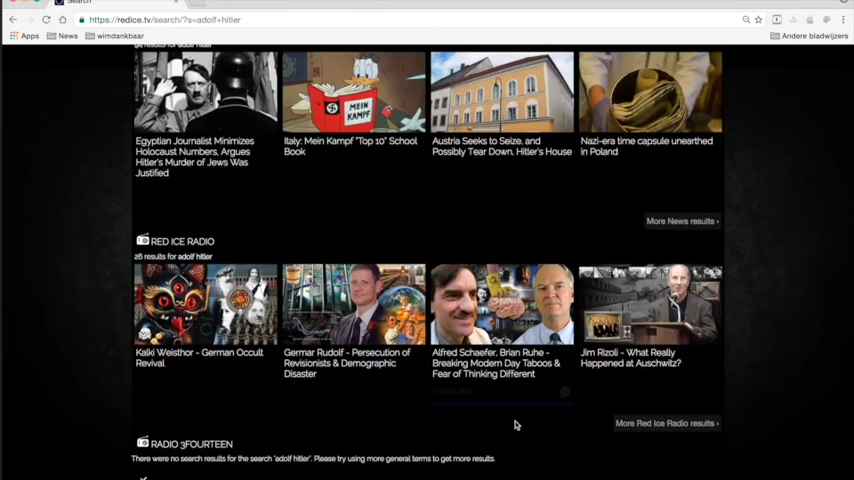 Search
https://redice.tv/search/?s=adolf+hitler
Apps News wimdankbaar Andere bladwijzers
94 results for adolf hitler
MEIN
KAMPF
Egyptian Journalist Minimizes
Holocaust Numbers, Argues
Hitler's Murder of Jews Was
Justified
Italy: Mein Kampf "Top 10" School
Book
Austria Seeks to Seize, and
Possibly Tear Down, Hitler's House
Nazi-era time capsule unearthed
in Poland
More News results ›
RED ICE RADIO
26 results for adolf hitler
Kalki Weisthor - German Occult
Revival
Germar Rudolf - Persecution of
Revisionists & Demographic
Disaster
Alfred Schaefer, Brian Ruhe -
Breaking Modern Day Taboos &
Fear of Thinking Different
Jim Rizoli - What Really
Happened at Auschwitz?
More Red Ice Radio results ›
RADIO 3FOURTEEN
There were no search results for the search "adolf hitler". Please try using more general terms to get more results.